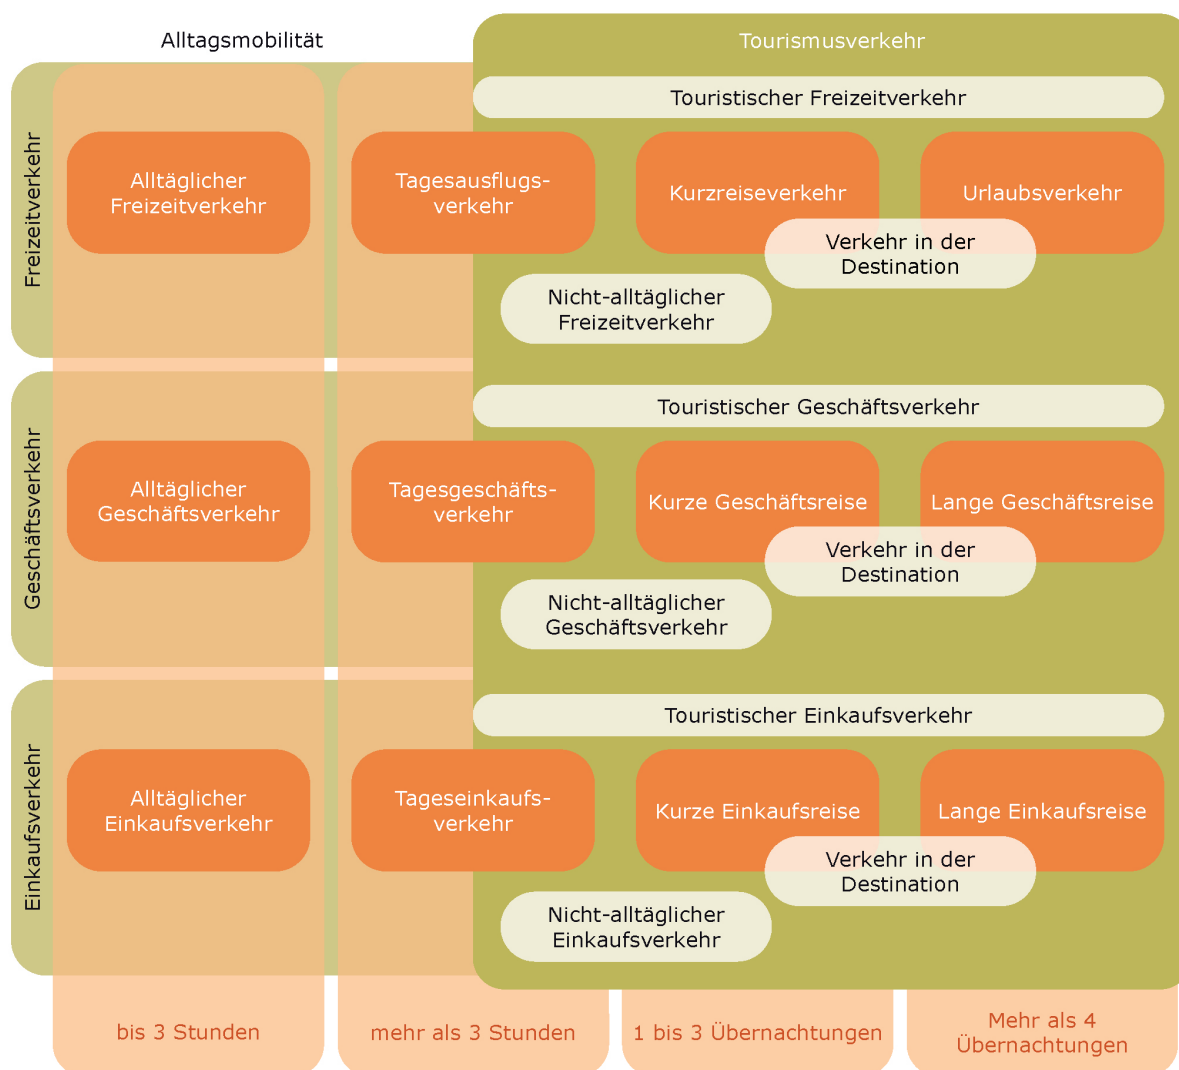 Alltagsmobilität
Tourismusverkehr
Freizeitverkehr
Touristischer Freizeitverkehr
Alltäglicher
Freizeitverkehr
Tagesausflugs-
verkehr
Kurzreiseverkehr
Urlaubsverkehr
Verkehr in der
Destination
Nicht-alltäglicher
Freizeitverkehr
Geschäftsverkehr
Touristischer Geschäftsverkehr
Alltäglicher
Geschäftsverkehr
Tagesgeschäfts-
verkehr
Kurze Geschäftsreise
Lange Geschäftsreise
Verkehr in der
Destination
Nicht-alltäglicher
Geschäftsverkehr
Einkaufsverkehr
Touristischer Einkaufsverkehr
Alltäglicher
Einkaufsverkehr
Tageseinkaufs-
verkehr
Kurze Einkaufsreise
Lange Einkaufsreise
Verkehr in der
Destination
Nicht-alltäglicher
Einkaufsverkehr
bis 3 Stunden
mehr als 3 Stunden
1 bis 3 Übernachtungen
Mehr als 4
Übernachtungen